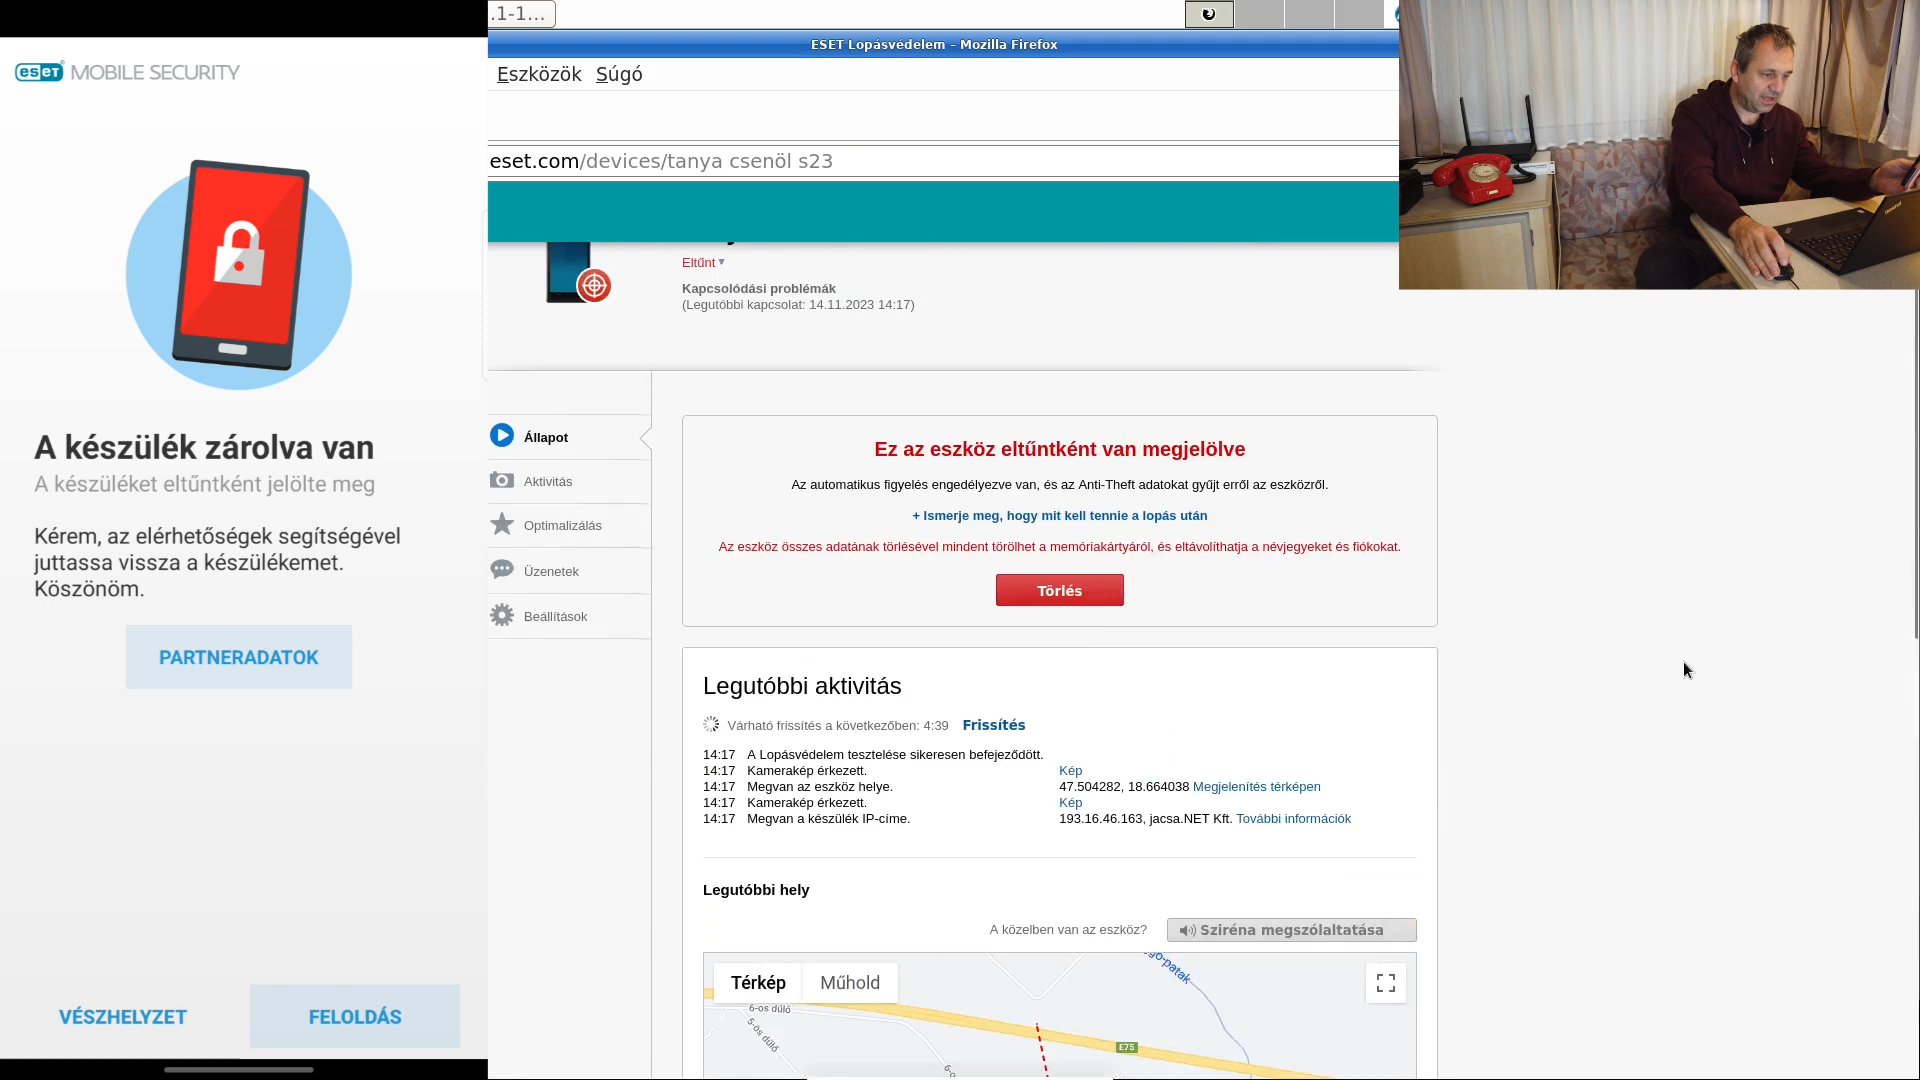 eset MOBILE SECURITY
A készülék zárolva van
A készüléket eltűntként jelölte meg
Kérem, az elérhetőségek segítségével
juttassa vissza a készülékemet.
Köszönöm.
PARTNERADATOK
VÉSZHELYZET
FELOLDÁS
.1-1...
ESET Lopásvédelem - Mozilla Firefox
Eszközök Súgó
eset.com/devices/tanya csenöl s23
Eltűnt
Kapcsolódási problémák
(Legutóbbi kapcsolat: 14.11.2023 14:17)
Állapot
Aktivitás
Optimalizálás
Üzenetek
Beállítások
Ez az eszköz eltűntként van megjelölve
Az automatikus figyelés engedélyezve van, és az Anti-Theft adatokat gyűjt erről az eszközről.
+ Ismerje meg, hogy mit kell tennie a lopás után
Az eszköz összes adatának törlésével mindent törölhet a memóriakártyáról, és eltávolíthatja a névjegyeket és fiókokat.
Törlés
Legutóbbi aktivitás
Várható frissítés a következőben: 4:39 Frissítés
14:17 A Lopásvédelem tesztelése sikeresen befejeződött.
14:17 Kamerakép érkezett. Kép
14:17 Megvan az eszköz helye. 47.504282, 18.664038 Megjelenítés térképen
14:17 Kamerakép érkezett. Kép
14:17 Megvan a készülék IP-címe. 193.16.46.163, jacsa.NET Kft. További információk
Legutóbbi hely
A közelben van az eszköz? Sziréna megszólaltatása
Térkép Műhold
6-os dűlő
5-ös dűlő
E75